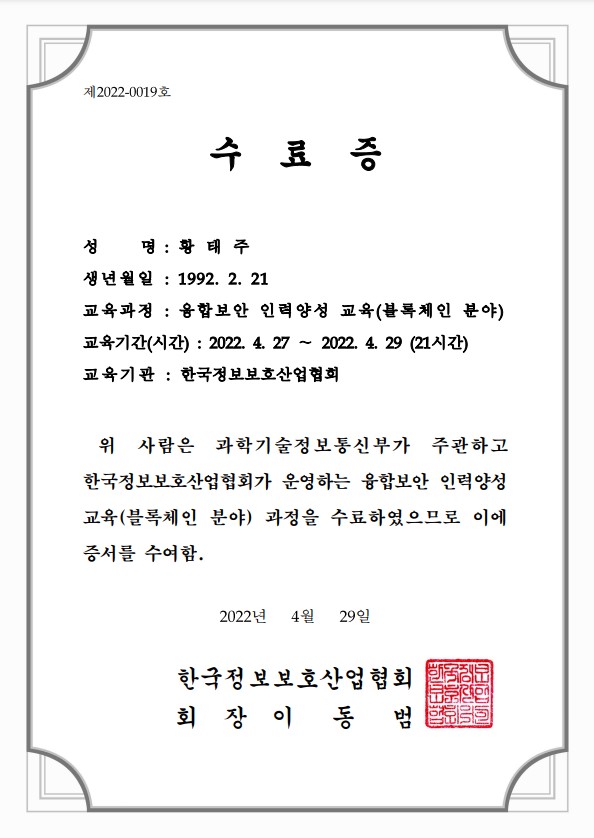 제2022-0019호
수 료 증
성 명 : 황 태 주
생년월일 : 1992. 2. 21
교육과정 : 융합보안 인력양성 교육(블록체인 분야)
교육기간(시간) : 2022. 4. 27 ~ 2022. 4. 29 (21시간)
교육기관 : 한국정보보호산업협회
위 사람은 과학기술정보통신부가 주관하고
한국정보보호산업협회가 운영하는 융합보안 인력양성
교육(블록체인 분야) 과정을 수료하였으므로 이에
증서를 수여함.
2022년 4월 29일
한국정보보호산업협회
회 장 이 동 범